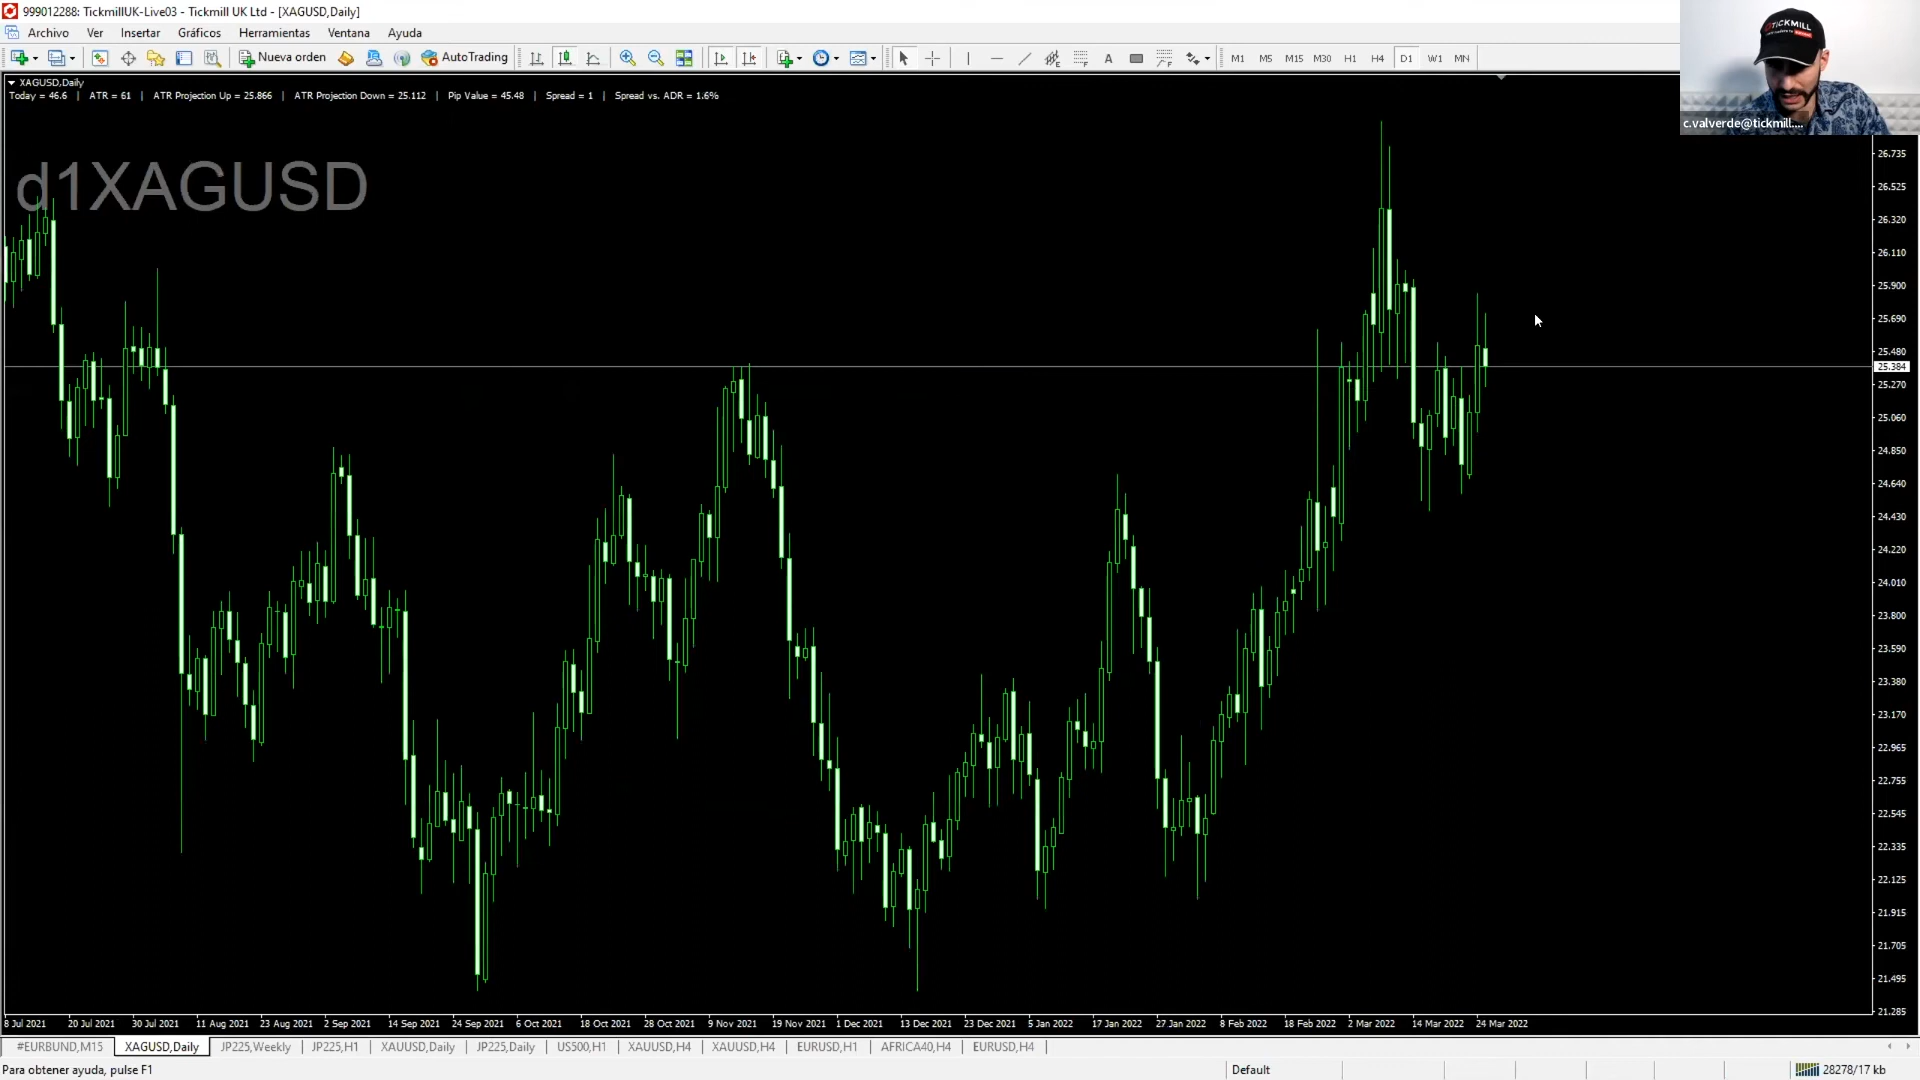 999012288: TickmillUK-Live03 - Tickmill UK Ltd - [XAGUSD,Daily]
Archivo Ver Insertar Gráficos Herramientas Ventana Ayuda
Nueva orden AutoTrading M1 M5 M15 M30 H1 H4 D1 W1 MN
XAGUSD,Daily
Today = 46.6 | ATR = 61 | ATR Projection Up = 25.866 | ATR Projection Down = 25.112 | Pip Value = 45.48 | Spread = 1 | Spread vs. ADR = 1.6%
TICKMILL
c.valverde@tickmill....
d1XAGUSD
26.735
26.525
26.320
26.110
25.900
25.690
25.480
25.384
25.270
25.060
24.850
24.640
24.430
24.220
24.010
23.800
23.590
23.380
23.170
22.965
22.755
22.545
22.335
22.125
21.915
21.705
21.495
21.285
8 Jul 2021 20 Jul 2021 30 Jul 2021 11 Aug 2021 23 Aug 2021 2 Sep 2021 14 Sep 2021 24 Sep 2021 6 Oct 2021 18 Oct 2021 28 Oct 2021 9 Nov 2021 19 Nov 2021 1 Dec 2021 13 Dec 2021 23 Dec 2021 5 Jan 2022 17 Jan 2022 27 Jan 2022 8 Feb 2022 18 Feb 2022 2 Mar 2022 14 Mar 2022 24 Mar 2022
#EURBUND,M15 XAGUSD,Daily JP225,Weekly JP225,H1 XAUUSD,Daily JP225,Daily US500,H1 XAUUSD,H4 XAUUSD,H4 EURUSD,H1 AFRICA40,H4 EURUSD,H4
Para obtener ayuda, pulse F1 Default 28278/17 kb